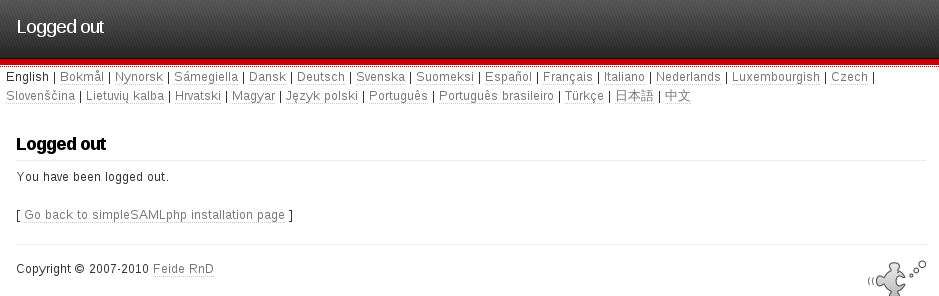 Logged out
English | Bokmål | Nynorsk | Sámegiella | Dansk | Deutsch | Svenska | Suomeksi | Español | Français | Italiano | Nederlands | Luxembourgish | Czech |
Slovenščina | Lietuvių kalba | Hrvatski | Magyar | Język polski | Português | Português brasileiro | Türkçe | 日本語 | 中文
Logged out
You have been logged out.
[ Go back to simpleSAMLphp installation page ]
Copyright © 2007-2010 Feide RnD